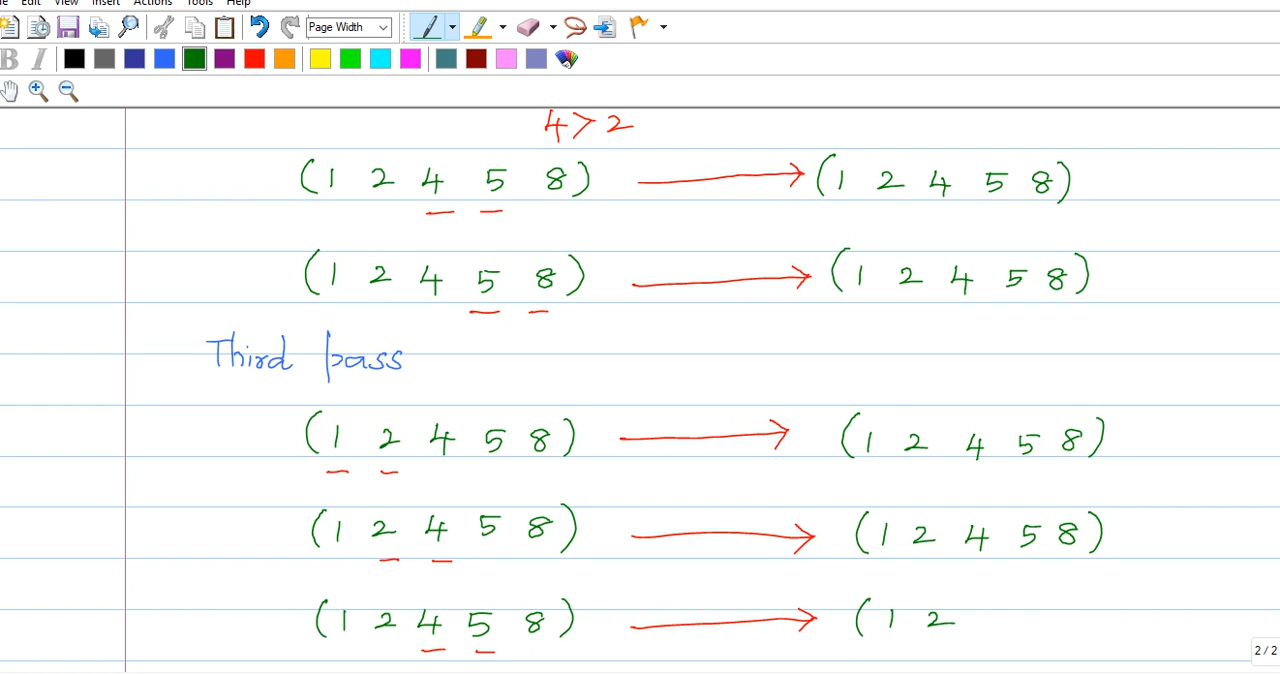 Edit View Insert Actions Tools Help
Page Width
B I
4 > 2
(1 2 4 5 8) → (1 2 4 5 8)
(1 2 4 5 8) → (1 2 4 5 8)
Third pass
(1 2 4 5 8) → (1 2 4 5 8)
(1 2 4 5 8) → (1 2 4 5 8)
(1 2 4 5 8) → (1 2
2 / 2